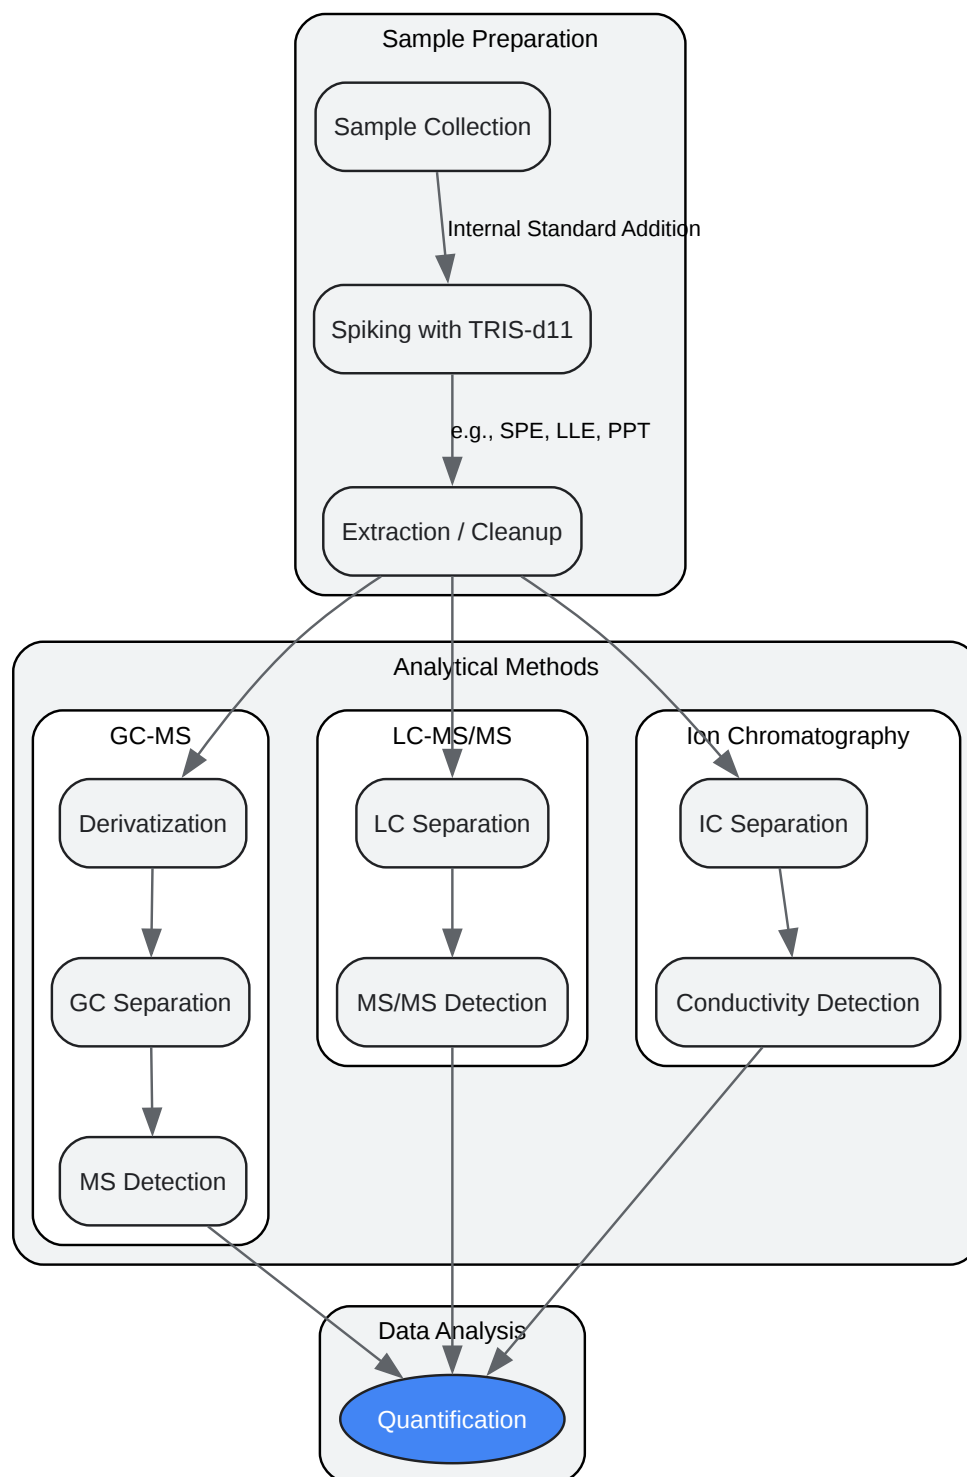 Sample Preparation
Sample Collection
Internal Standard Addition
Spiking with TRIS-d11
e.g., SPE, LLE, PPT
Extraction / Cleanup
Analytical Methods
GC-MS
Derivatization
GC Separation
MS Detection
LC-MS/MS
LC Separation
MS/MS Detection
Ion Chromatography
IC Separation
Conductivity Detection
Data Analysis
Quantification